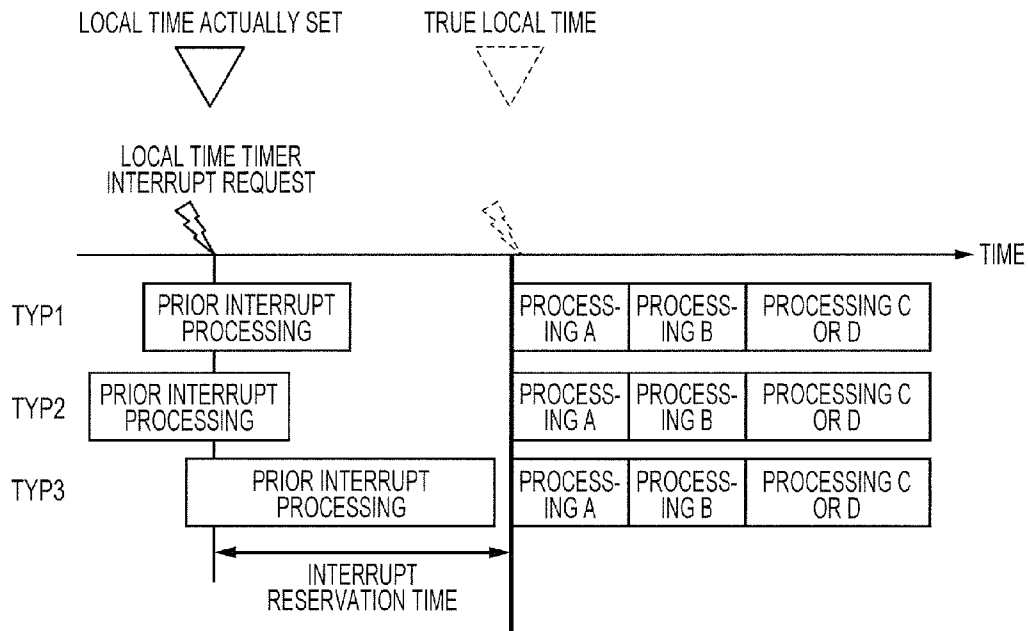 LOCAL TIME ACTUALLY SET
TRUE LOCAL TIME
LOCAL TIME TIMER
INTERRUPT REQUEST
TIME
TYP1
PRIOR INTERRUPT
PROCESSING
PROCESS-
ING A
PROCESS-
ING B
PROCESSING C
OR D
TYP2
PRIOR INTERRUPT
PROCESSING
PROCESS-
ING A
PROCESS-
ING B
PROCESSING C
OR D
TYP3
PRIOR INTERRUPT
PROCESSING
PROCESS-
ING A
PROCESS-
ING B
PROCESSING C
OR D
INTERRUPT
RESERVATION TIME